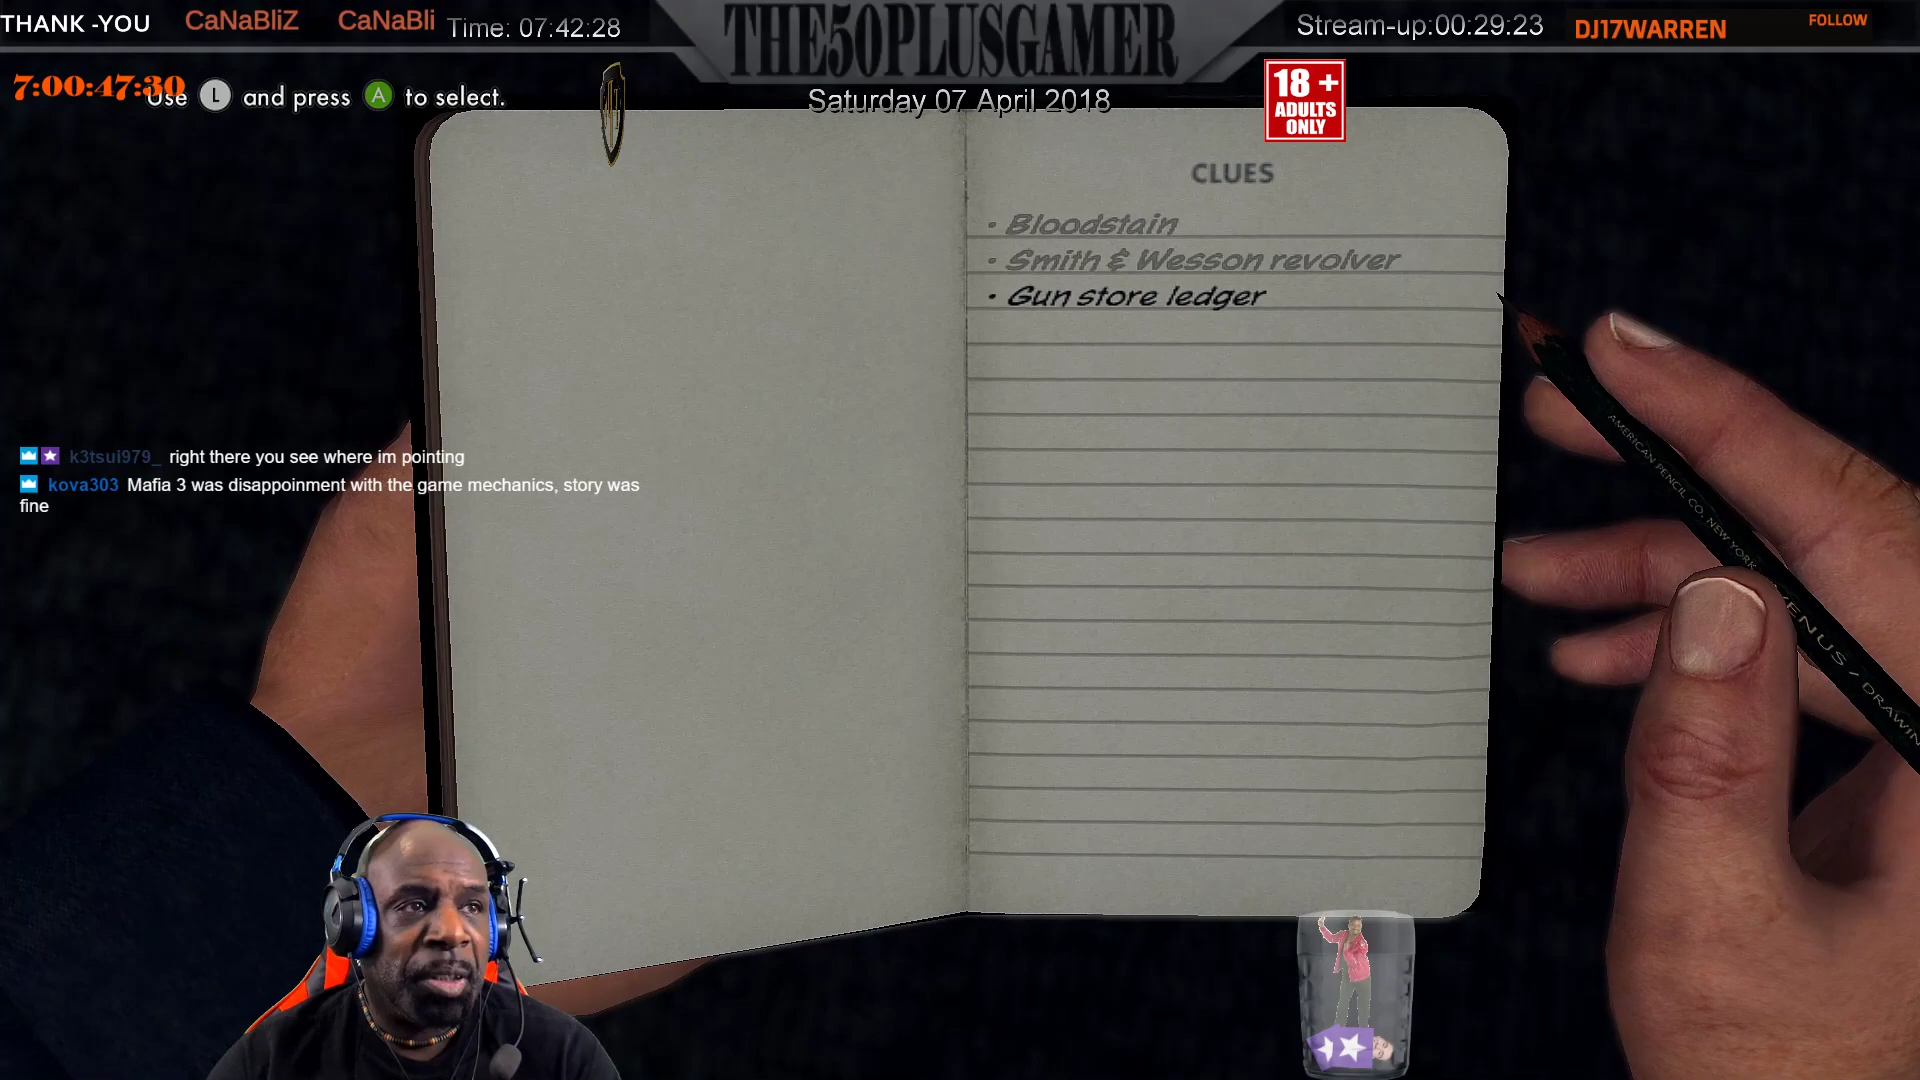 THANK -YOU
CaNaBliZ CaNaBli
Time: 07:42:28
THE50PLUSGAMER
Stream-up:00:29:23
DJ17WARREN
FOLLOW
7:00:47:30
Use L and press A to select.
Saturday 07 April 2018
18 +
ADULTS
ONLY
CLUES
• Bloodstain
• Smith & Wesson revolver
• Gun store ledger
k3tsui979_ right there you see where im pointing
kova303 Mafia 3 was disappoinment with the game mechanics, story was
fine
AMERICAN PENCIL CO. NEW YORK
VENUS / DRAWIN